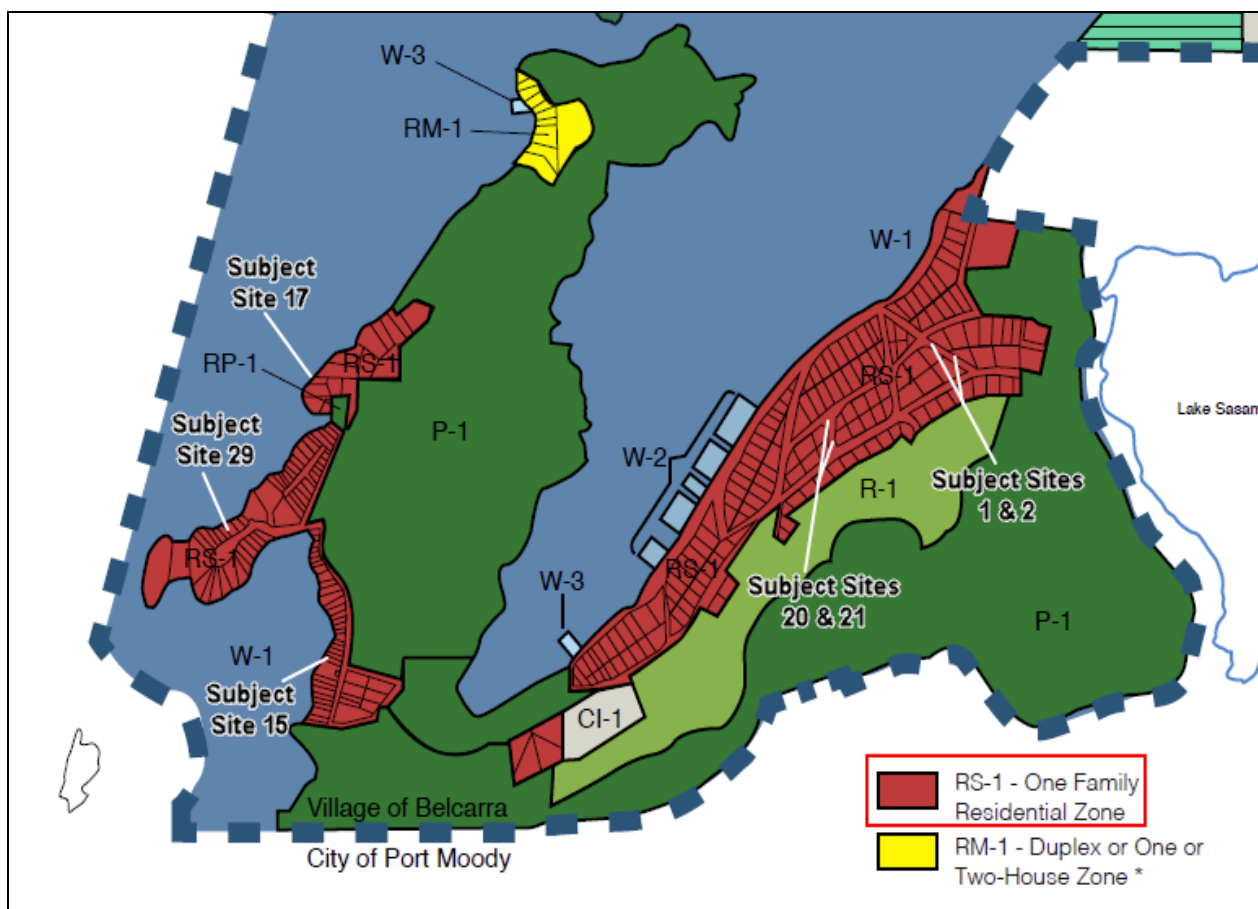 W-3
RM-1
W-1
Subject
Site 17
RP-1
RS-1
RS-1
P-1
Subject
Site 29
W-2
Lake Sasam
R-1
Subject Sites
1 & 2
RS-1
RS-1
Subject Sites
20 & 21
W-3
P-1
W-1
Subject
Site 15
CI-1
RS-1 - One Family
Residential Zone
Village of Belcarra
RM-1 - Duplex or One or
Two-House Zone *
City of Port Moody